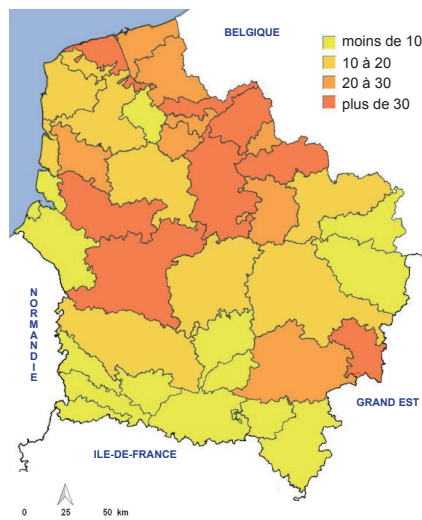 BELGIQUE
moins de 10
10 à 20
20 à 30
plus de 30
NORMANDIE
GRAND EST
ILE-DE-FRANCE
0 25 50 km